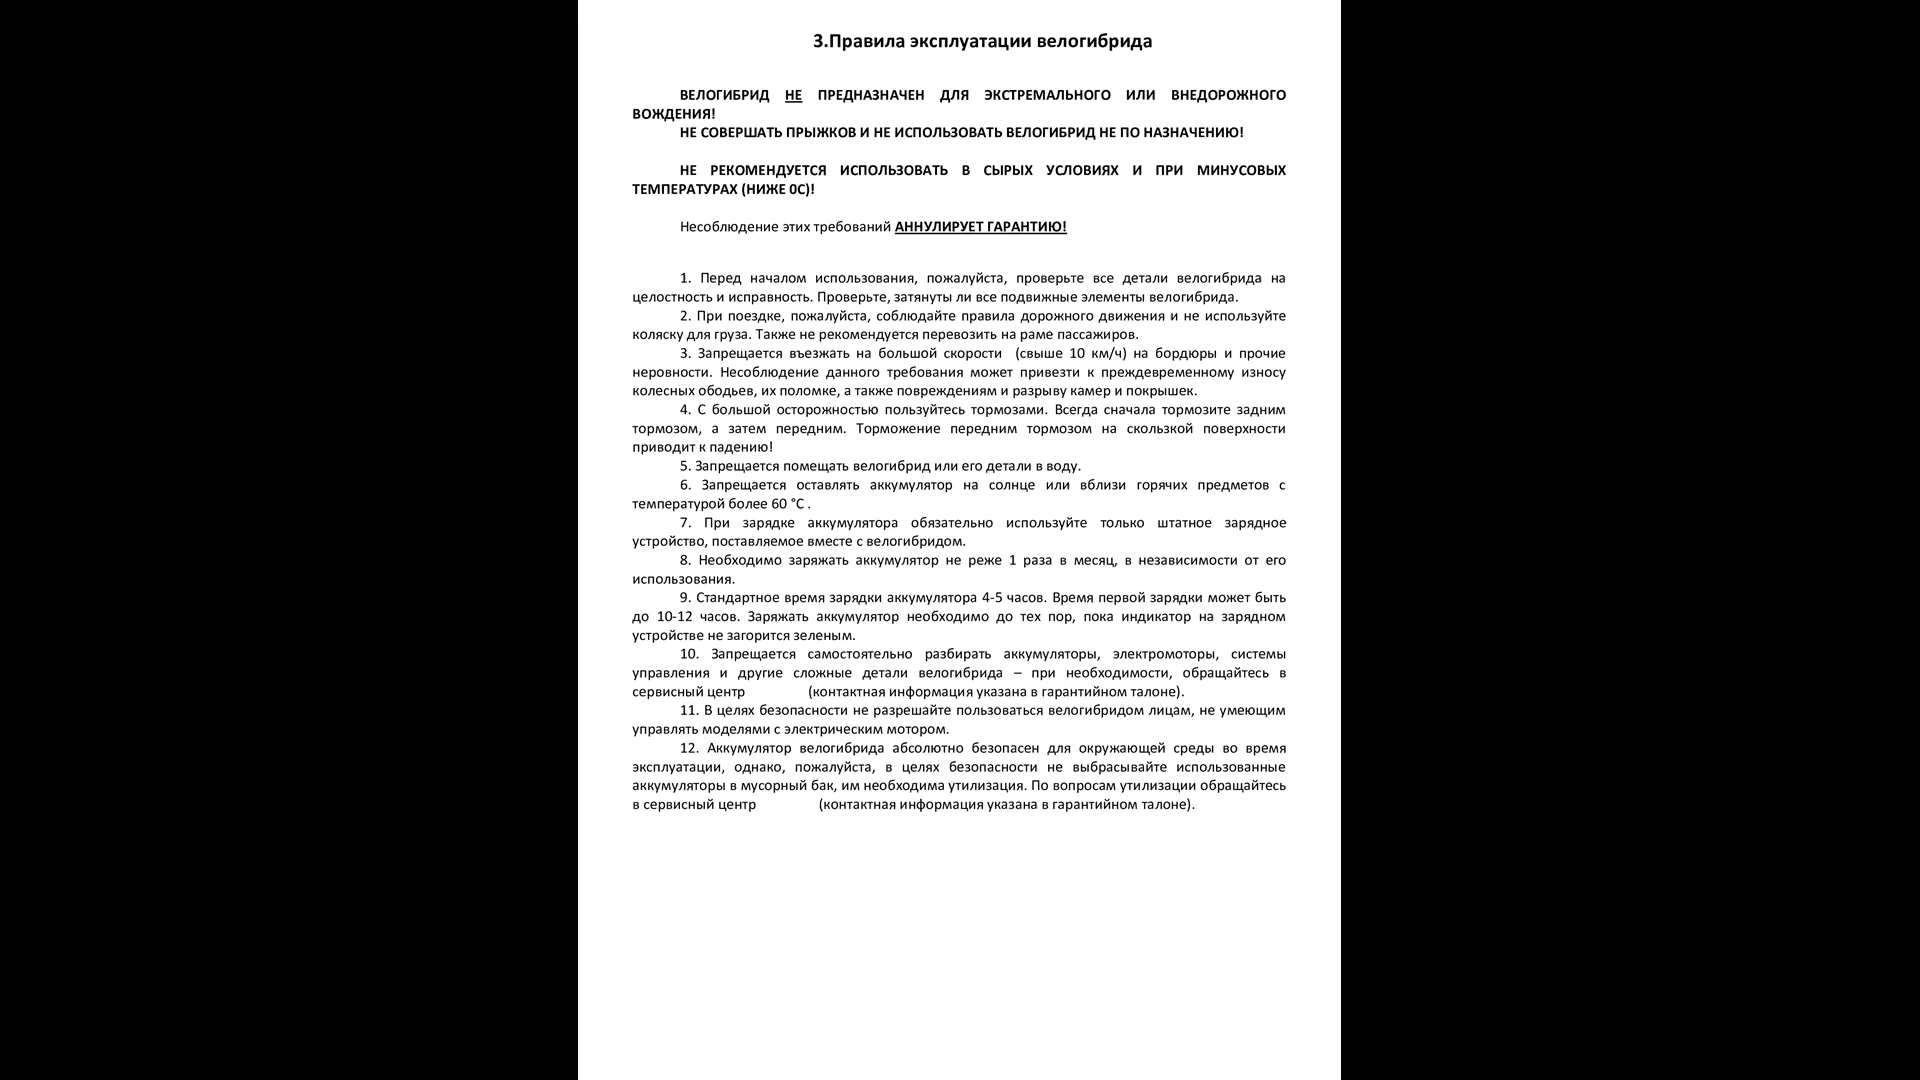 3.Правила эксплуатации велогибрида
ВЕЛОГИБРИД НЕ ПРЕДНАЗНАЧЕН ДЛЯ ЭКСТРЕМАЛЬНОГО ИЛИ ВНЕДОРОЖНОГО
ВОЖДЕНИЯ!
НЕ СОВЕРШАТЬ ПРЫЖКОВ И НЕ ИСПОЛЬЗОВАТЬ ВЕЛОГИБРИД НЕ ПО НАЗНАЧЕНИЮ!
НЕ РЕКОМЕНДУЕТСЯ ИСПОЛЬЗОВАТЬ В СЫРЫХ УСЛОВИЯХ И ПРИ МИНУСОВЫХ
ТЕМПЕРАТУРАХ (НИЖЕ 0С)!
Несоблюдение этих требований АННУЛИРУЕТ ГАРАНТИЮ!
1. Перед началом использования, пожалуйста, проверьте все детали велогибрида на
целостность и исправность. Проверьте, затянуты ли все подвижные элементы велогибрида.
2. При поездке, пожалуйста, соблюдайте правила дорожного движения и не используйте
коляску для груза. Также не рекомендуется перевозить на раме пассажиров.
3. Запрещается въезжать на большой скорости (свыше 10 км/ч) на бордюры и прочие
неровности. Несоблюдение данного требования может привести к преждевременному износу
колесных ободьев, их поломке, а также повреждениям и разрыву камер и покрышек.
4. С большой осторожностью пользуйтесь тормозами. Всегда сначала тормозите задним
тормозом, а затем передним. Торможение передним тормозом на скользкой поверхности
приводит к падению!
5. Запрещается помещать велогибрид или его детали в воду.
6. Запрещается оставлять аккумулятор на солнце или вблизи горячих предметов с
температурой более 60 °С .
7. При зарядке аккумулятора обязательно используйте только штатное зарядное
устройство, поставляемое вместе с велогибридом.
8. Необходимо заряжать аккумулятор не реже 1 раза в месяц, в независимости от его
использования.
9. Стандартное время зарядки аккумулятора 4-5 часов. Время первой зарядки может быть
до 10-12 часов. Заряжать аккумулятор необходимо до тех пор, пока индикатор на зарядном
устройстве не загорится зеленым.
10. Запрещается самостоятельно разбирать аккумуляторы, электромоторы, системы
управления и другие сложные детали велогибрида – при необходимости, обращайтесь в
сервисный центр (контактная информация указана в гарантийном талоне).
11. В целях безопасности не разрешайте пользоваться велогибридом лицам, не умеющим
управлять моделями с электрическим мотором.
12. Аккумулятор велогибрида абсолютно безопасен для окружающей среды во время
эксплуатации, однако, пожалуйста, в целях безопасности не выбрасывайте использованные
аккумуляторы в мусорный бак, им необходима утилизация. По вопросам утилизации обращайтесь
в сервисный центр (контактная информация указана в гарантийном талоне).